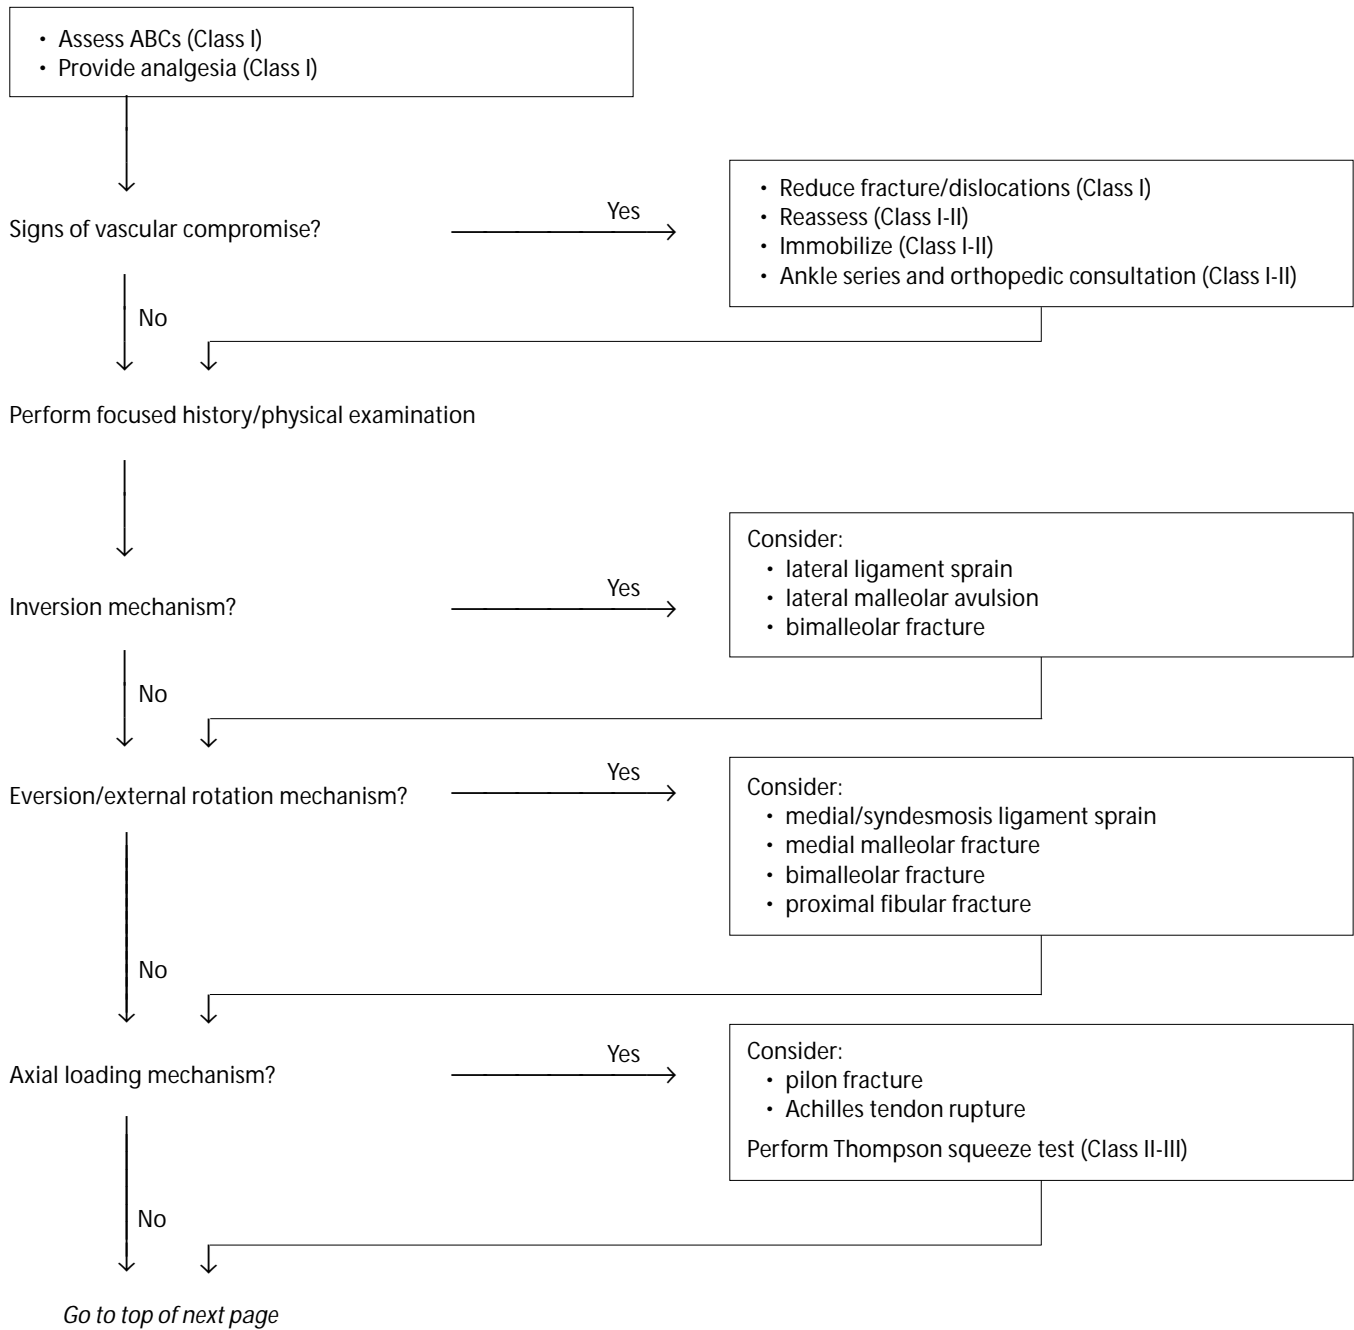 • Assess ABCs (Class I)
• Provide analgesia (Class I)
Signs of vascular compromise?
Yes
• Reduce fracture/dislocations (Class I)
• Reassess (Class I-II)
• Immobilize (Class I-II)
• Ankle series and orthopedic consultation (Class I-II)
No
Perform focused history/physical examination
Inversion mechanism?
Yes
Consider:
• lateral ligament sprain
• lateral malleolar avulsion
• bimalleolar fracture
No
Eversion/external rotation mechanism?
Yes
Consider:
• medial/syndesmosis ligament sprain
• medial malleolar fracture
• bimalleolar fracture
• proximal fibular fracture
No
Axial loading mechanism?
Yes
Consider:
• pilon fracture
• Achilles tendon rupture
Perform Thompson squeeze test (Class II-III)
No
Go to top of next page